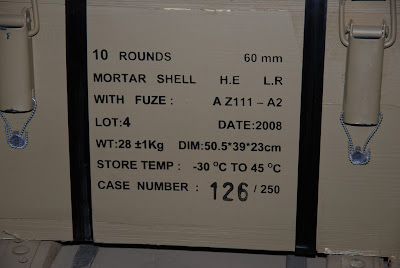 10 ROUNDS 60 mm
MORTAR SHELL H.E L.R
WITH FUZE : A Z111 – A2
LOT:4 DATE:2008
WT:28 ±1Kg DIM:50.5*39*23cm
STORE TEMP : -30 °C TO 45 °C
CASE NUMBER : 126 / 250